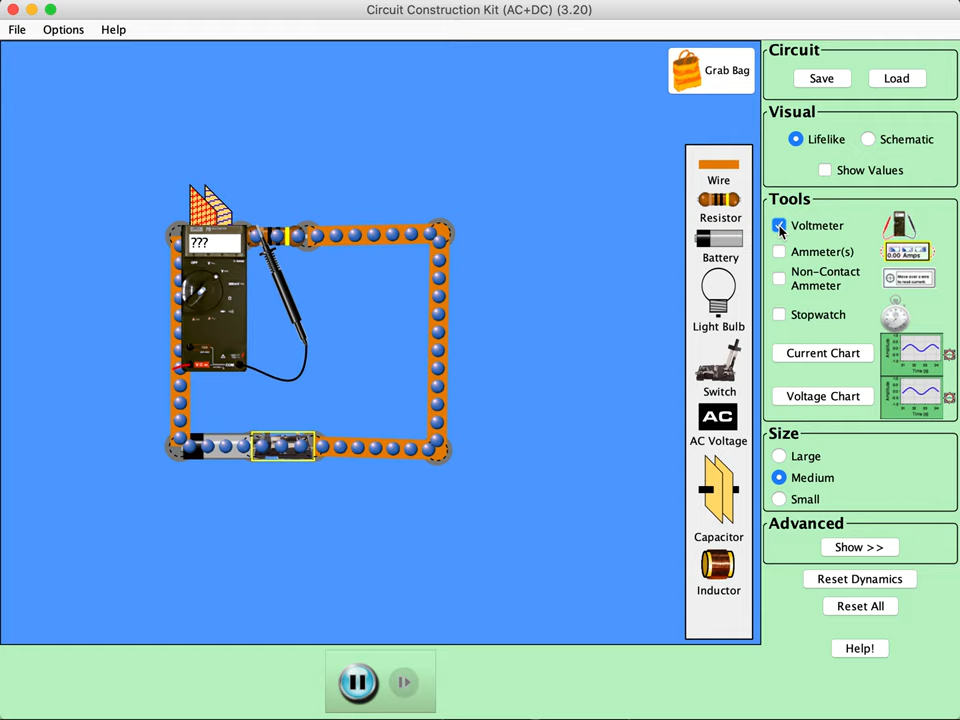 Circuit Construction Kit (AC+DC) (3.20)
File Options Help
Grab Bag
Wire
Resistor
Battery
Light Bulb
Switch
AC
AC Voltage
Capacitor
Inductor
???
COM
Circuit
Save Load
Visual
Lifelike Schematic
Show Values
Tools
Voltmeter
Ammeter(s)
0.00 Amps
Non-Contact
Ammeter
Stopwatch
Current Chart
Voltage Chart
Size
Large
Medium
Small
Advanced
Show >>
Reset Dynamics
Reset All
Help!